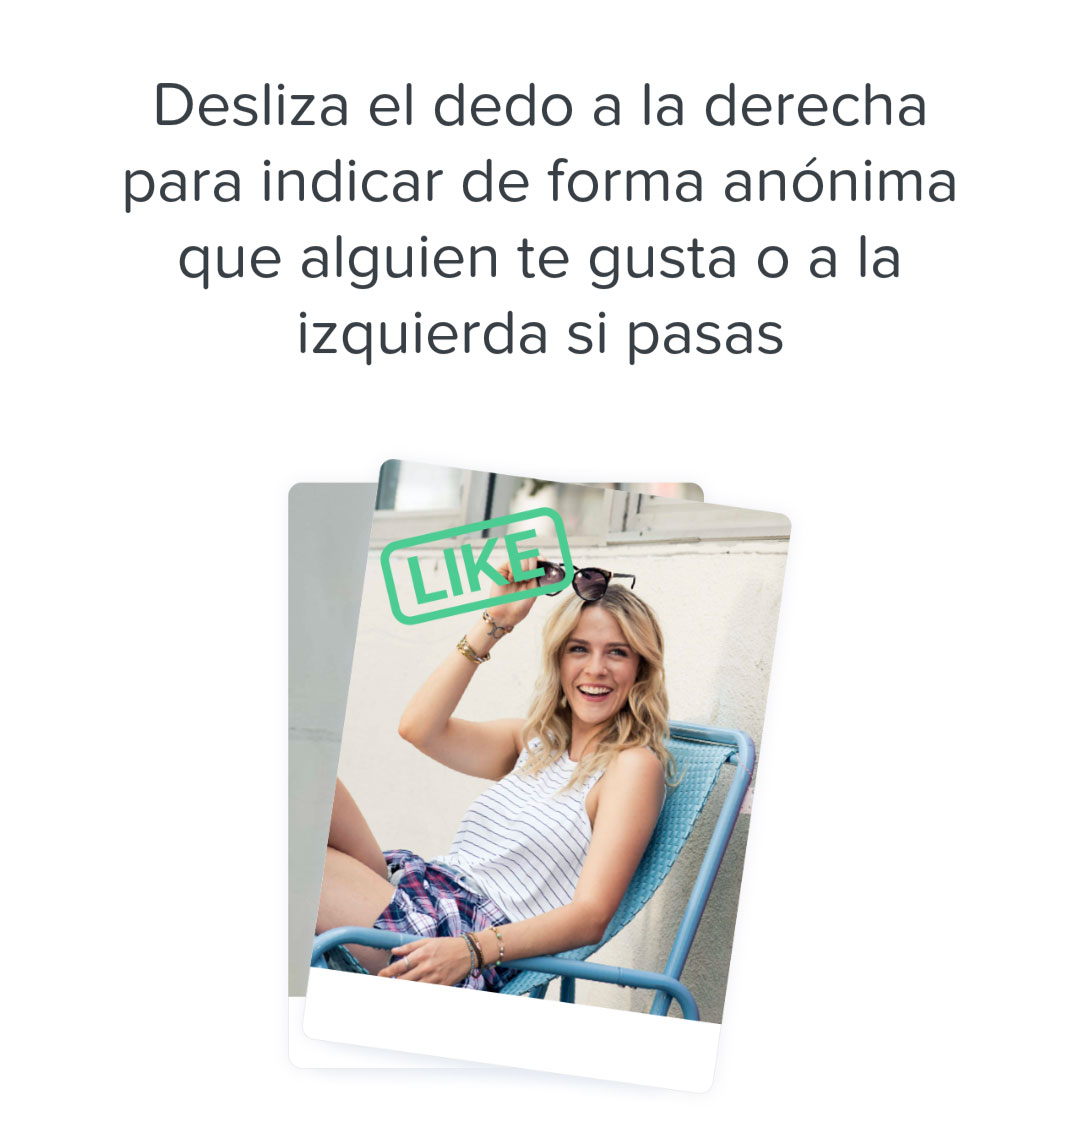 Desliza el dedo a la derecha
para indicar de forma anónima
que alguien te gusta o a la
izquierda si pasas
LIKE